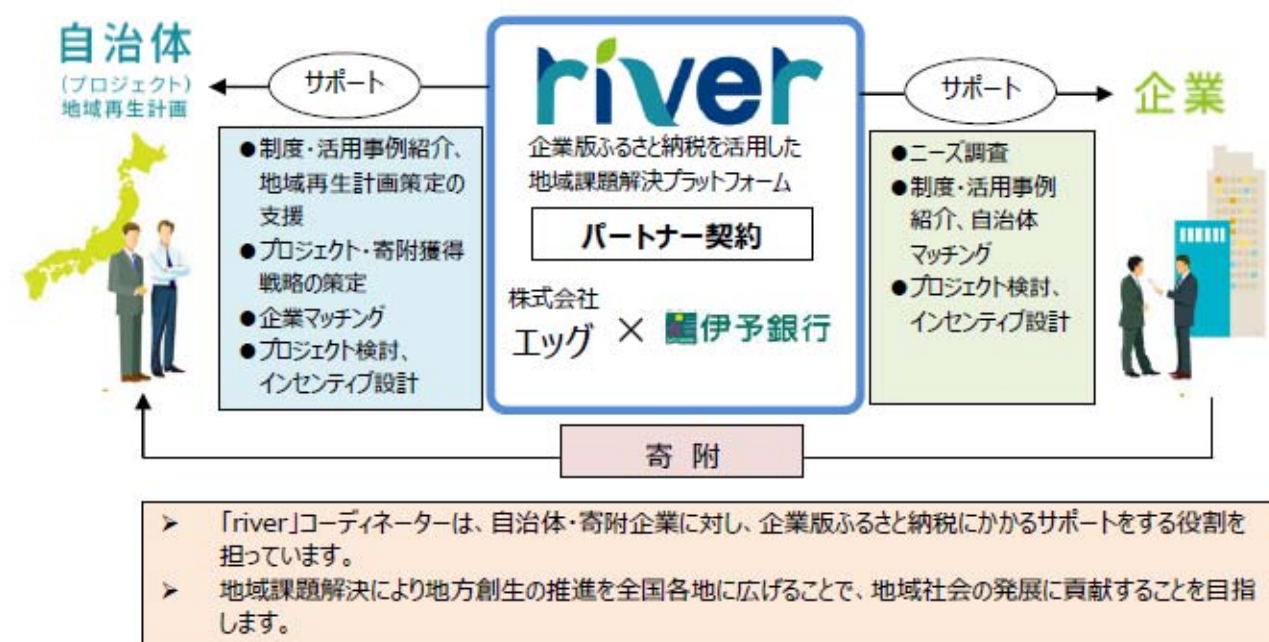 自治体
(プロジェクト)
地域再生計画
サポート
●制度・活用事例紹介、
地域再生計画策定の
支援
●プロジェクト・寄附獲得
戦略の策定
●企業マッチング
●プロジェクト検討、
インセンティブ設計
river
企業版ふるさと納税を活用した
地域課題解決プラットフォーム
パートナー契約
株式会社
エッグ × 伊予銀行
サポート
企業
●ニーズ調査
●制度・活用事例
紹介、自治体
マッチング
●プロジェクト検討、
インセンティブ設計
寄 附
➢ 「river」コーディネーターは、自治体・寄附企業に対し、企業版ふるさと納税にかかるサポートをする役割を
担っています。
➢ 地域課題解決により地方創生の推進を全国各地に広げることで、地域社会の発展に貢献することを目指
します。